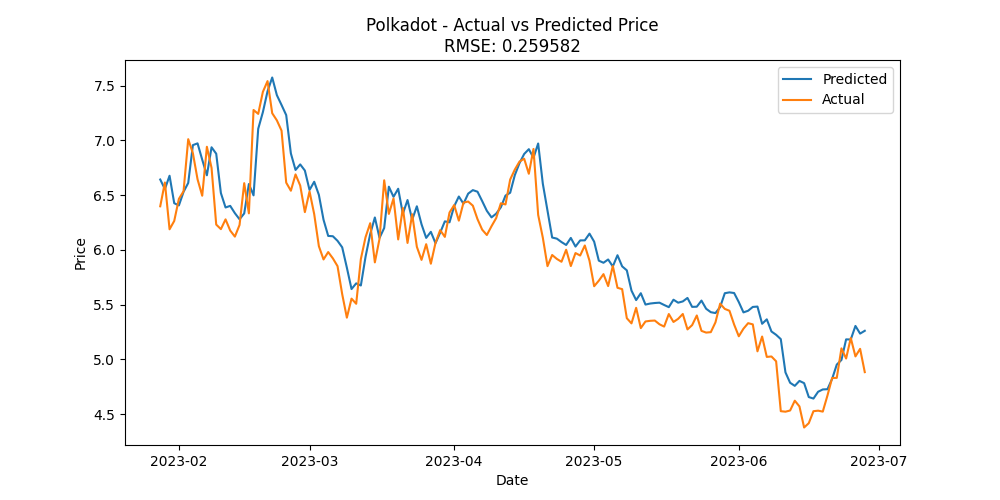 Polkadot - Actual vs Predicted Price
RMSE: 0.259582
Predicted
Actual
Price
7.5
7.0
6.5
6.0
5.5
5.0
4.5
2023-02 2023-03 2023-04 2023-05 2023-06 2023-07
Date